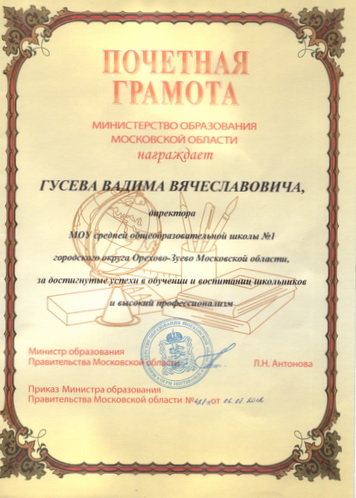 ПОЧЕТНАЯ
ГРАМОТА
МИНИСТЕРСТВО ОБРАЗОВАНИЯ
МОСКОВСКОЙ ОБЛАСТИ
награждает
ГУСЕВА ВАДИМА ВЯЧЕСЛАВОВИЧА,
директора
МОУ средней общеобразовательной школы №1
городского округа Орехово-Зуево Московской области,
за достигнутые успехи в обучении и воспитании школьников
и высокий профессионализм
Министр образования
Правительства Московской области Л.Н. Антонова
Приказ Министра образования
Правительства Московской области № от